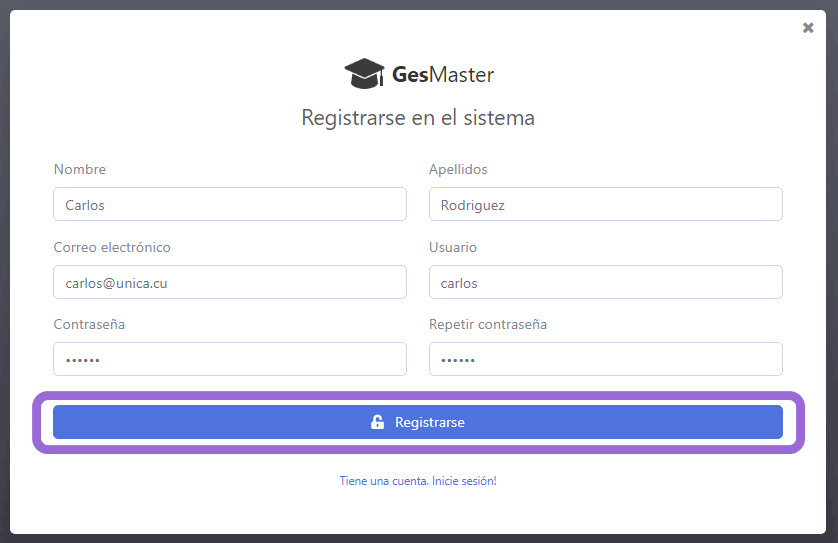 GesMaster
Registrarse en el sistema
Nombre Apellidos
Carlos Rodriguez
Correo electrónico Usuario
carlos@unica.cu carlos
Contraseña Repetir contraseña
•••••• ••••••
Registrarse
Tiene una cuenta. Inicie sesión!